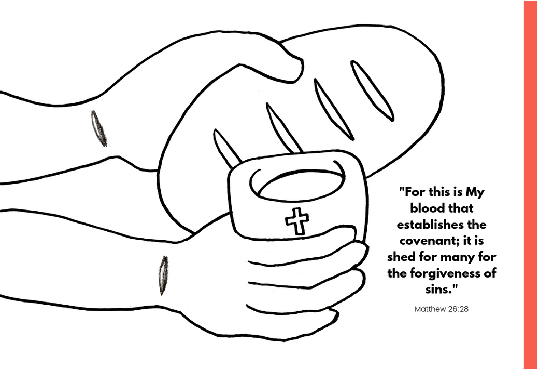 "For this is My
blood that
establishes the
covenant; it is
shed for many for
the forgiveness of
sins."
Matthew 26:28